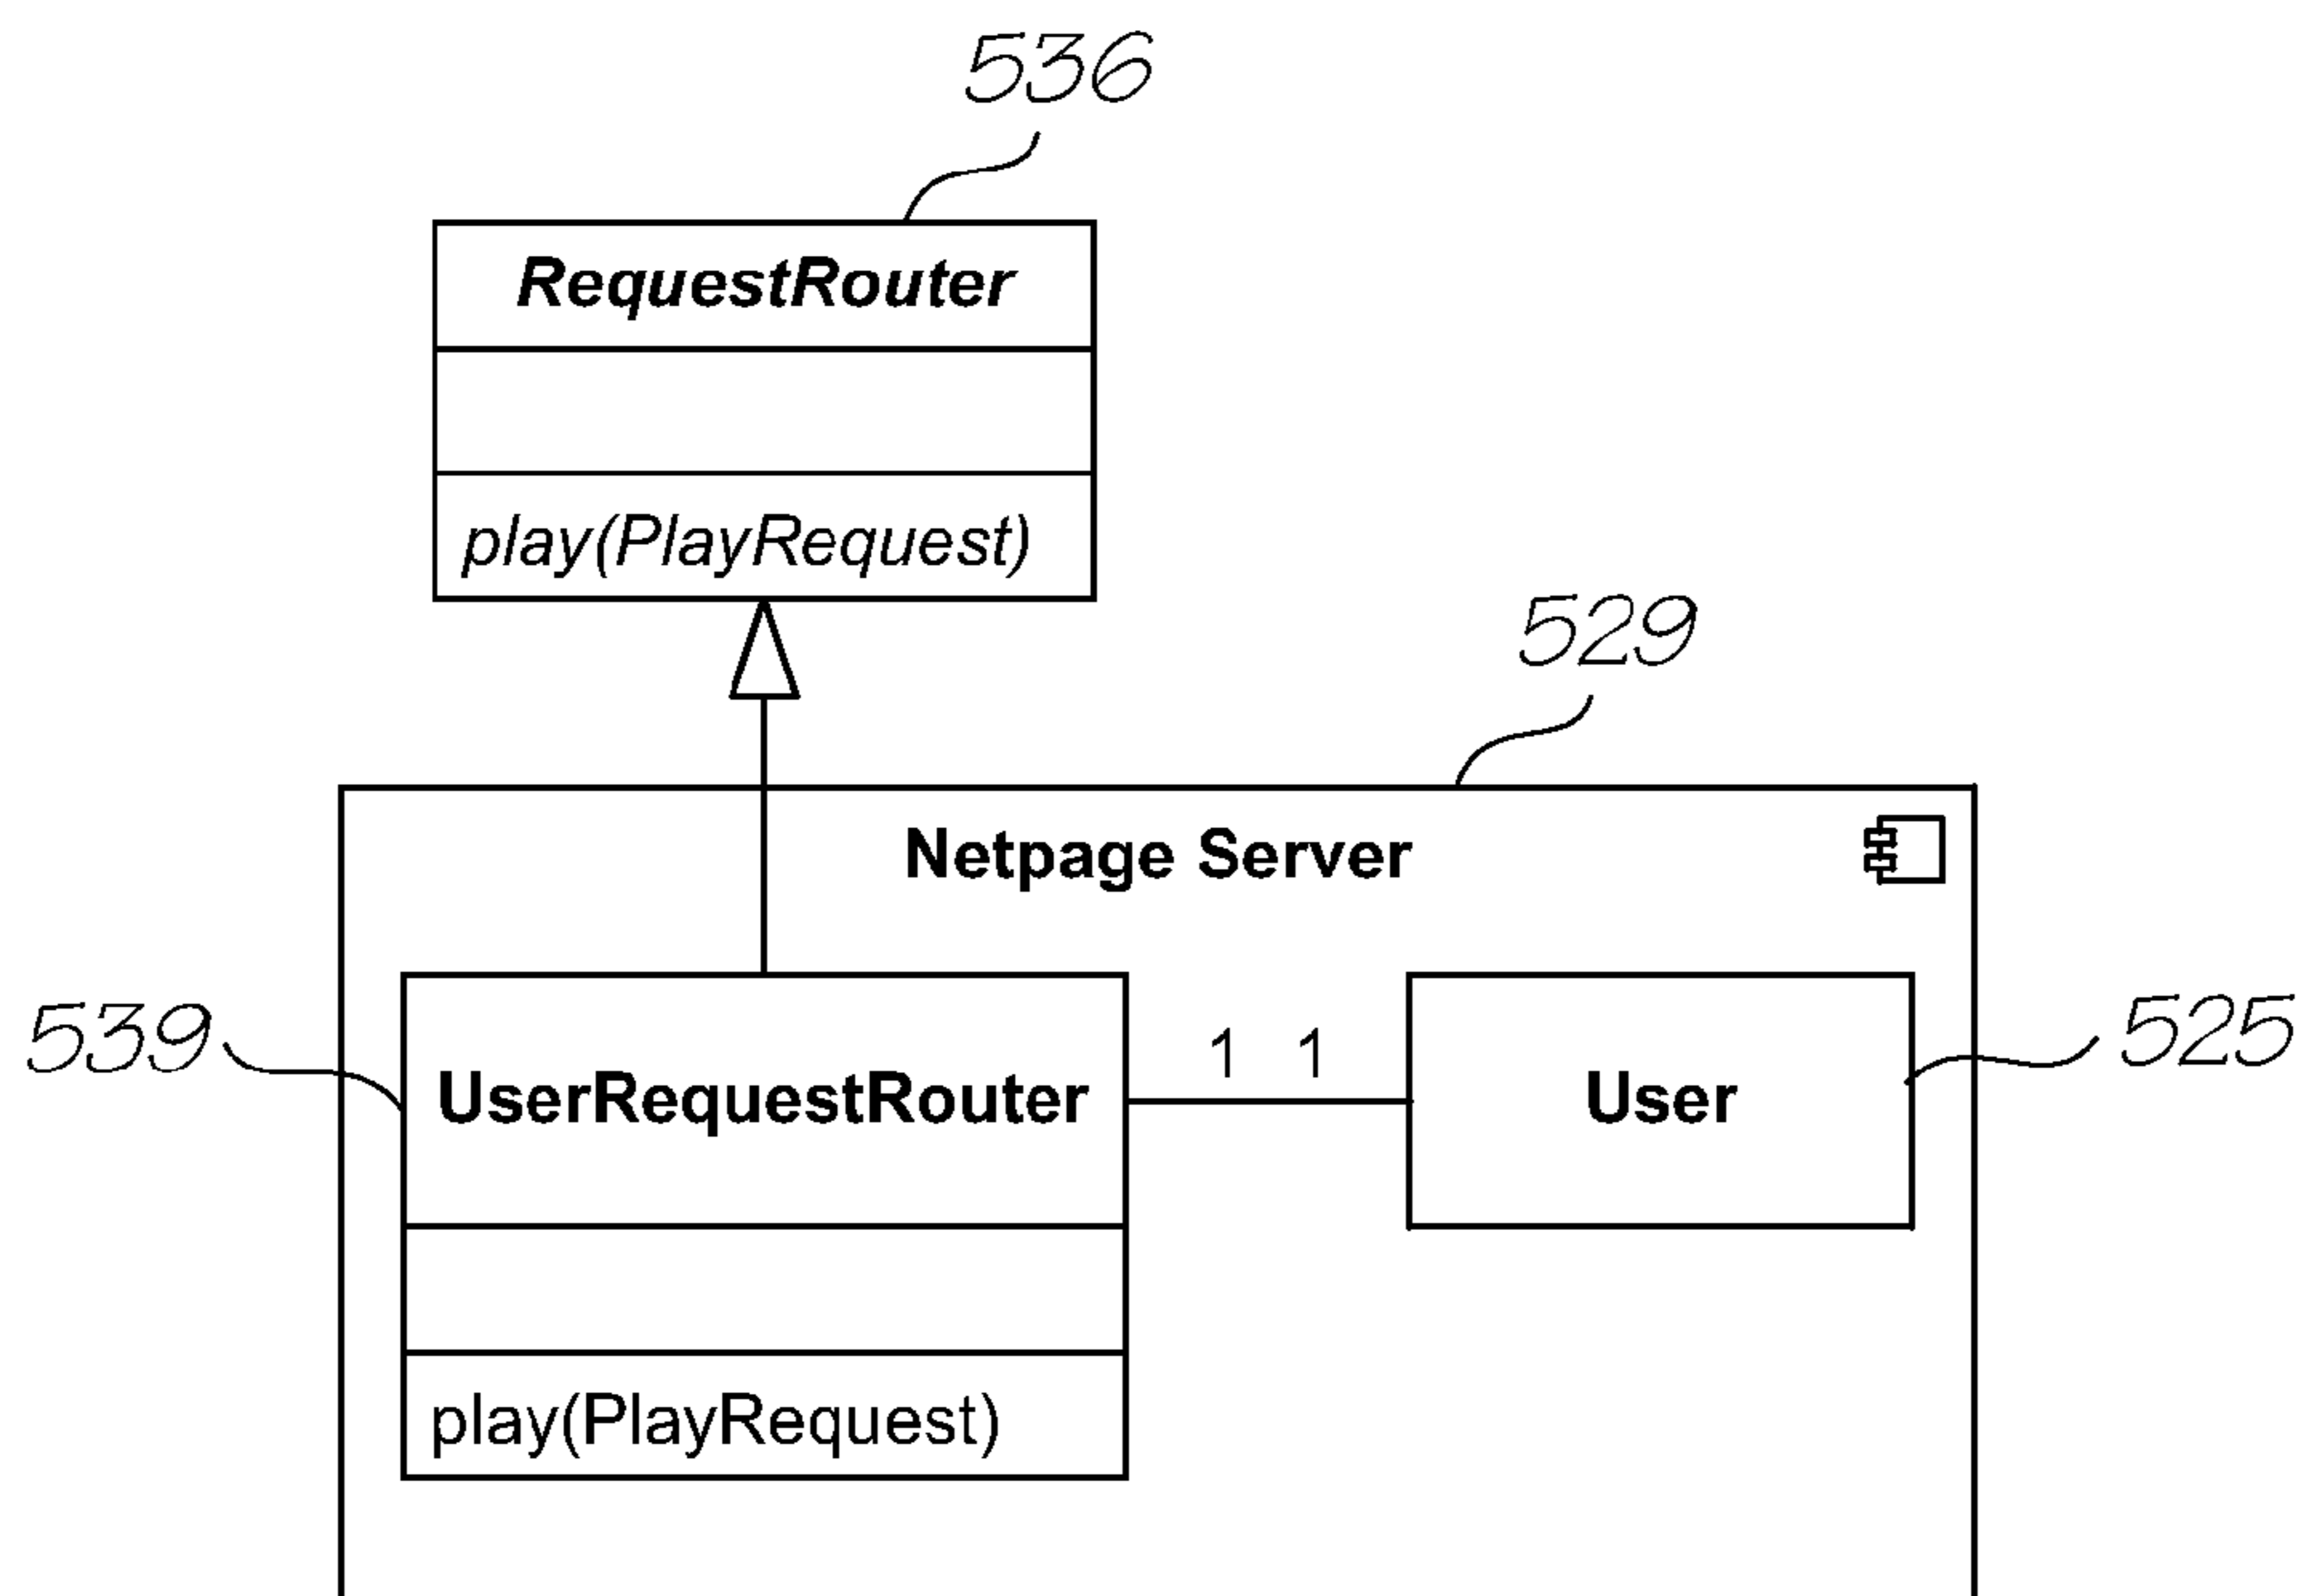 536
RequestRouter
play(PlayRequest)
529
Netpage Server
539
UserRequestRouter
1 1
User
525
play(PlayRequest)